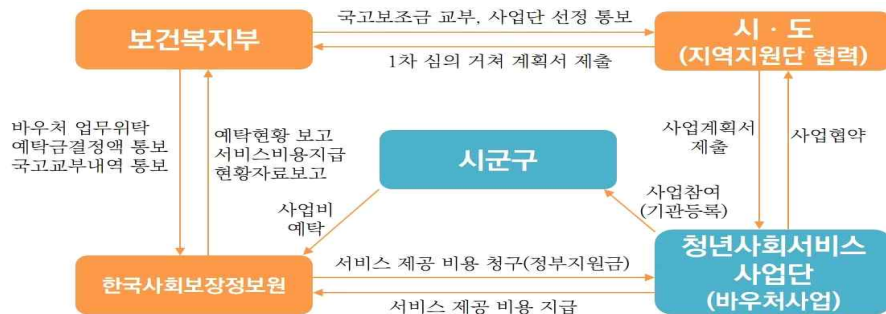 국고보조금 교부, 사업단 선정 통보
보건복지부
시 · 도
(지역지원단 협력)
1차 심의 거쳐 계획서 제출
바우처 업무위탁
예탁금결정액 통보
국고교부내역 통보
예탁현황 보고
서비스비용지급
현황자료보고
시군구
사업계획서
제출
사업협약
사업비
예탁
사업참여
(기관등록)
한국사회보장정보원
서비스 제공 비용 청구(정부지원금)
서비스 제공 비용 지급
청년사회서비스
사업단
(바우처사업)